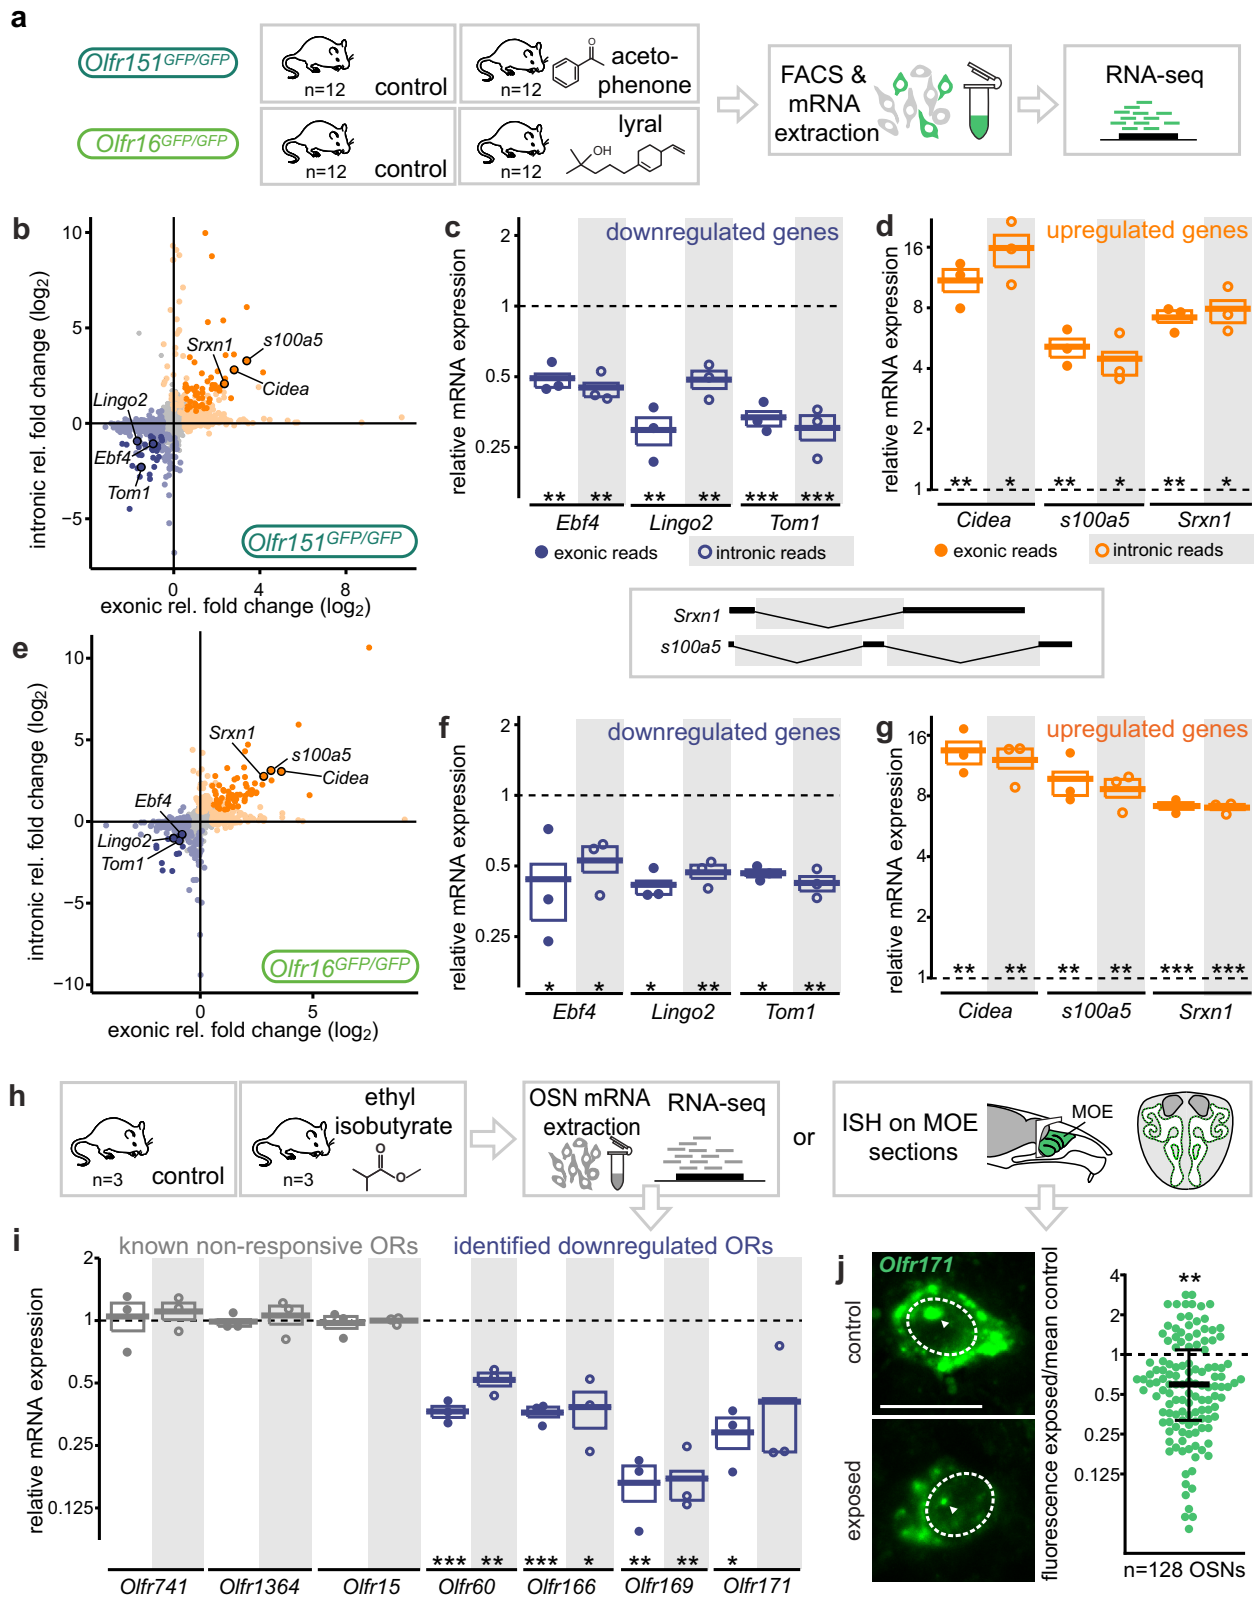 a
Olfr151GFP/GFP
n=12 control
n=12
aceto-
phenone
Olfr16GFP/GFP
n=12 control
n=12
lyral
OH
O
FACS &
mRNA
extraction
RNA-seq
b
intronic rel. fold change (log2)
10
5
0
−5
s100a5
Srxn1
Cidea
Lingo2
Ebf4
Tom1
Olfr151GFP/GFP
0 4 8
exonic rel. fold change (log2)
c
downregulated genes
relative mRNA expression
2
1
0.5
0.25
** ** ** ** *** ***
Ebf4 Lingo2 Tom1
exonic reads
intronic reads
d
upregulated genes
relative mRNA expression
16
8
4
2
1
** * ** * ** *
Cidea s100a5 Srxn1
exonic reads
intronic reads
Srxn1
s100a5
e
intronic rel. fold change (log2)
10
5
0
−5
−10
Srxn1
s100a5
Cidea
Ebf4
Lingo2
Tom1
Olfr16GFP/GFP
0 5
exonic rel. fold change (log2)
f
downregulated genes
relative mRNA expression
2
1
0.5
0.25
* * * ** * **
Ebf4 Lingo2 Tom1
g
upregulated genes
relative mRNA expression
16
8
4
2
1
** ** ** ** *** ***
Cidea s100a5 Srxn1
h
n=3 control
n=3
ethyl
isobutyrate
O
O
OSN mRNA
extraction
RNA-seq
or
ISH on MOE
sections
MOE
i
known non-responsive ORs
identified downregulated ORs
relative mRNA expression
2
1
0.5
0.25
0.125
*** ** *** * ** ** *
Olfr741 Olfr1364 Olfr15 Olfr60 Olfr166 Olfr169 Olfr171
j
Olfr171
control
exposed
fluorescence exposed/mean control
4
2
1
0.5
0.25
0.125
**
n=128 OSNs